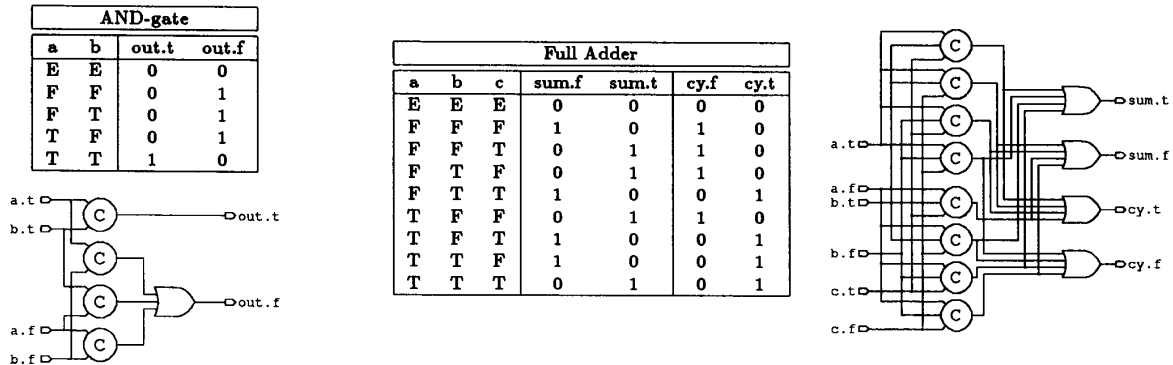 AND-gate
a b out.t out.f
E E 0 0
F F 0 1
F T 0 1
T F 0 1
T T 1 0
a.t
C
out.t
b.t
C
C
out.f
a.f
C
b.f
Full Adder
a b c sum.f sum.t cy.f cy.t
E E E 0 0 0 0
F F F 1 0 1 0
F F T 0 1 1 0
F T F 0 1 1 0
F T T 1 0 0 1
T F F 0 1 1 0
T F T 1 0 0 1
T T F 1 0 0 1
T T T 0 1 0 1
C
C
sum.t
C
a.t
C
sum.f
a.f
b.t
C
cy.t
C
b.f
cy.f
C
c.t
C
c.f